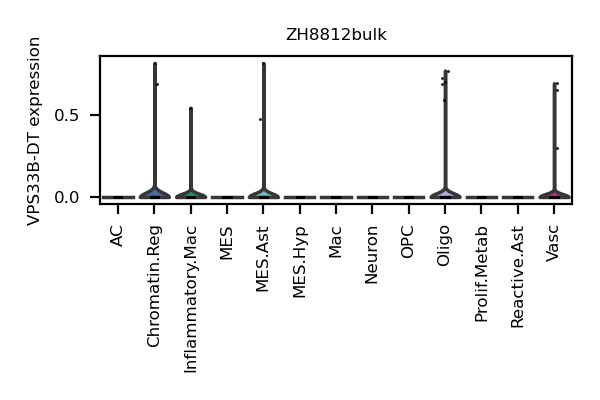 ZH8812bulk
VPS33B-DT expression
0.5
0.0
AC
Chromatin.Reg
Inflammatory.Mac
MES
MES.Ast
MES.Hyp
Mac
Neuron
OPC
Oligo
Prolif.Metab
Reactive.Ast
Vasc